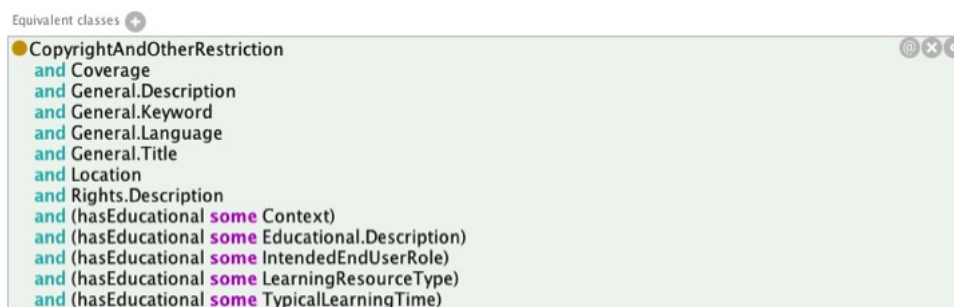 Equivalent classes
CopyrightAndOtherRestriction
and Coverage
and General.Description
and General.Keyword
and General.Language
and General.Title
and Location
and Rights.Description
and (hasEducational some Context)
and (hasEducational some Educational.Description)
and (hasEducational some IntendedEndUserRole)
and (hasEducational some LearningResourceType)
and (hasEducational some TypicalLearningTime)